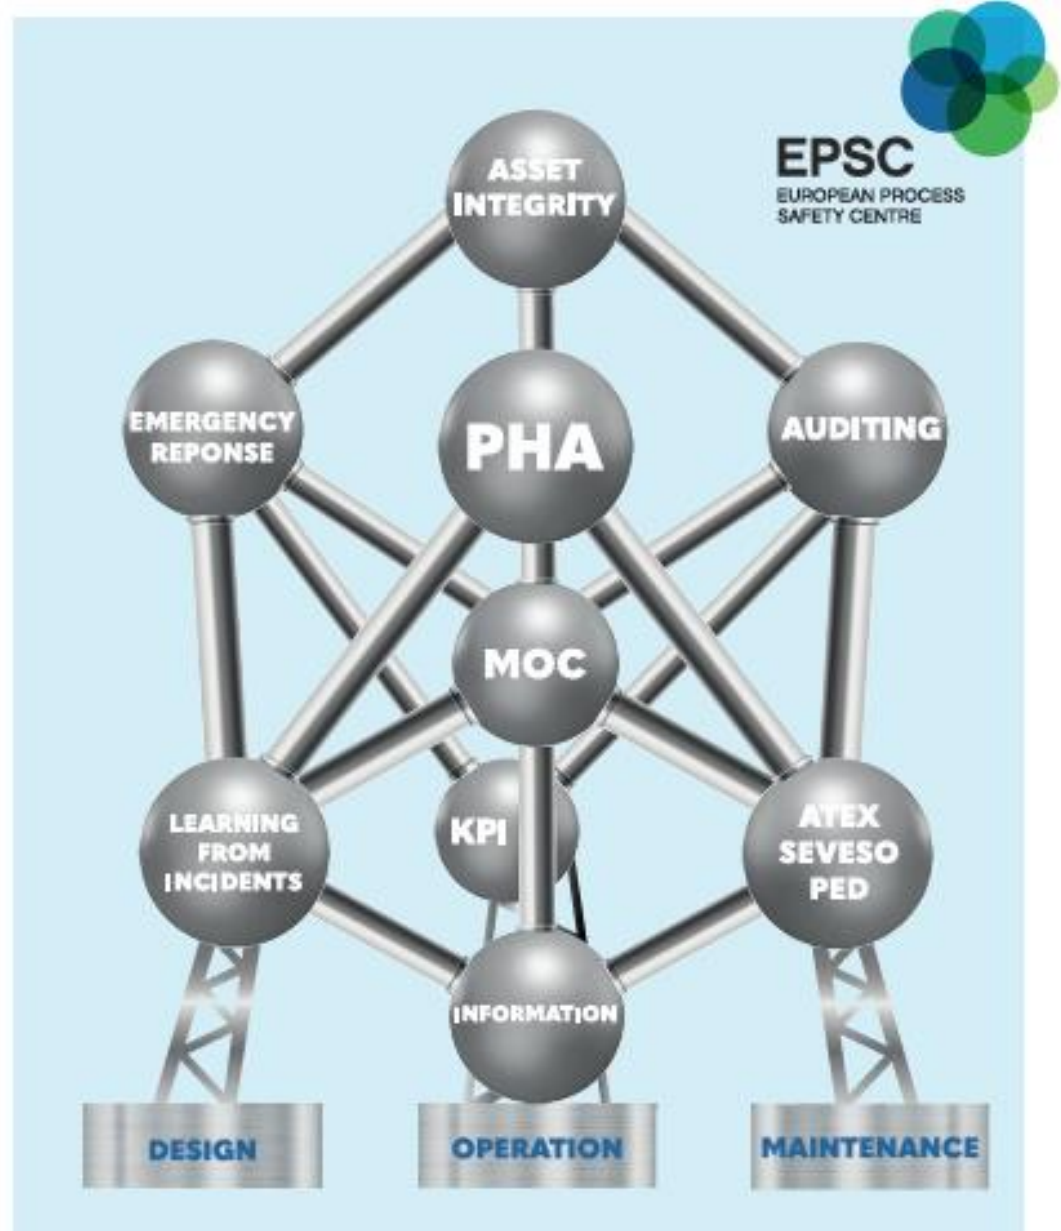 EPSC
EUROPEAN PROCESS
SAFETY CENTRE
ASSET
INTEGRITY
EMERGENCY
REPONSE
PHA
AUDITING
MOC
LEARNING
FROM
INCIDENTS
KPI
ATEX
SEVESO
PED
INFORMATION
DESIGN
OPERATION
MAINTENANCE